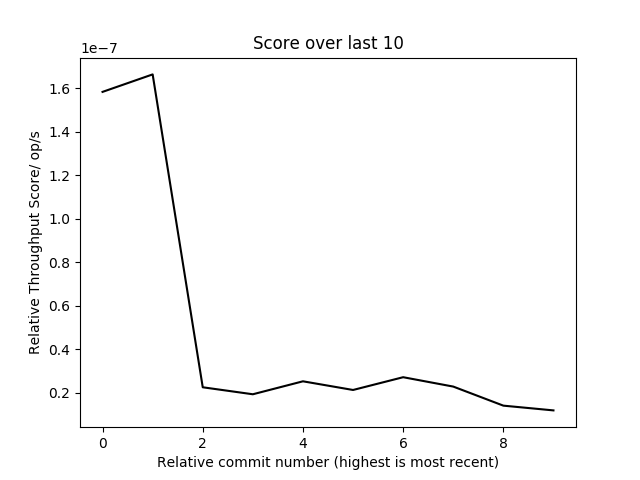 Score over last 10
1e−7
1.6
1.4
1.2
1.0
0.8
0.6
0.4
0.2
Relative Throughput Score/ op/s
0 2 4 6 8
Relative commit number (highest is most recent)